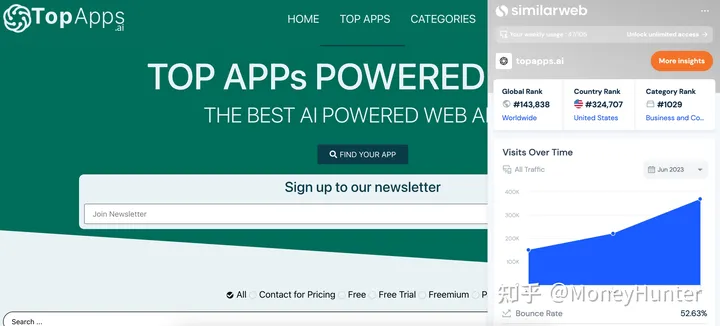 TopApps
.ai
HOME TOP APPS CATEGORIES
TOP APPs POWERED
THE BEST AI POWERED WEB
FIND YOUR APP
Sign up to our newsletter
Join Newsletter
All Contact for Pricing Free Free Trial Freemium
Search ...
similarweb
Your weekly usage
Unlock unlimited access
topapps.ai
More Insights
Global Rank
#143,838
Worldwide
Country Rank
#324,707
United States
Category Rank
#1029
Business and Co...
Visits Over Time
All Traffic
Jun 2023
400K
300K
200K
100K
知乎 @MoneyHunter
Bounce Rate 52.63%